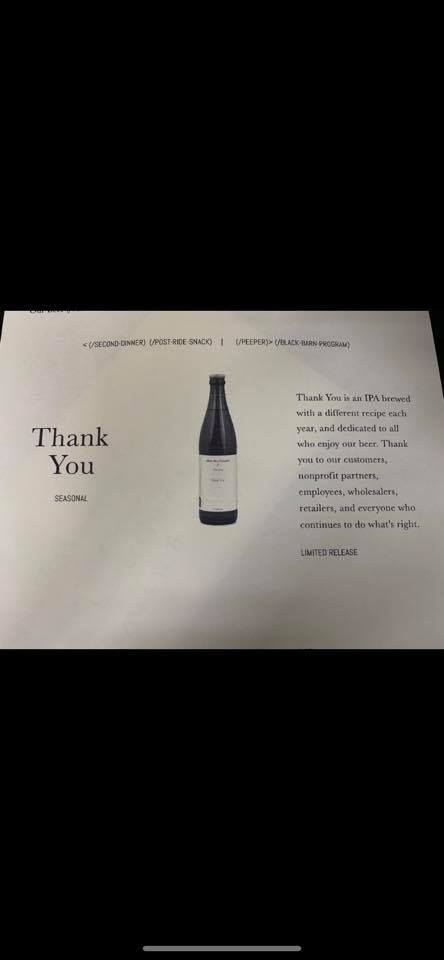 < (/SECOND-DINNER) (/POST-RIDE-SNACK) | (/PEEPER)> (/BLACK-BARN-PROGRAM)
Thank
You
SEASONAL
Thank You is an IPA brewed
with a different recipe each
year, and dedicated to all
who enjoy our beer. Thank
you to our customers,
nonprofit partners,
employees, wholesalers,
retailers, and everyone who
continues to do what's right.
LIMITED RELEASE